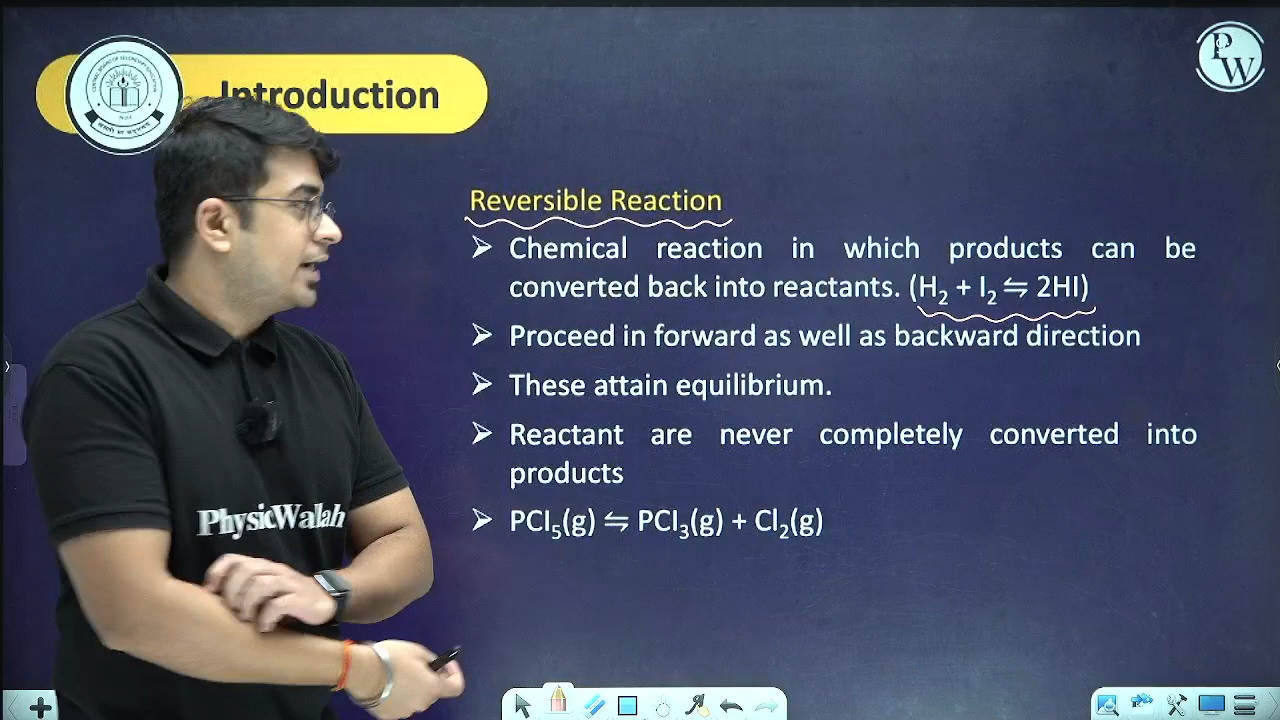 Introduction
P
W
Reversible Reaction
➢ Chemical reaction in which products can be
converted back into reactants. (H₂ + I₂ ⇋ 2HI)
➢ Proceed in forward as well as backward direction
➢ These attain equilibrium.
➢ Reactant are never completely converted into
products
➢ PCl₅(g) ⇋ PCl₃(g) + Cl₂(g)
PhysicWallah